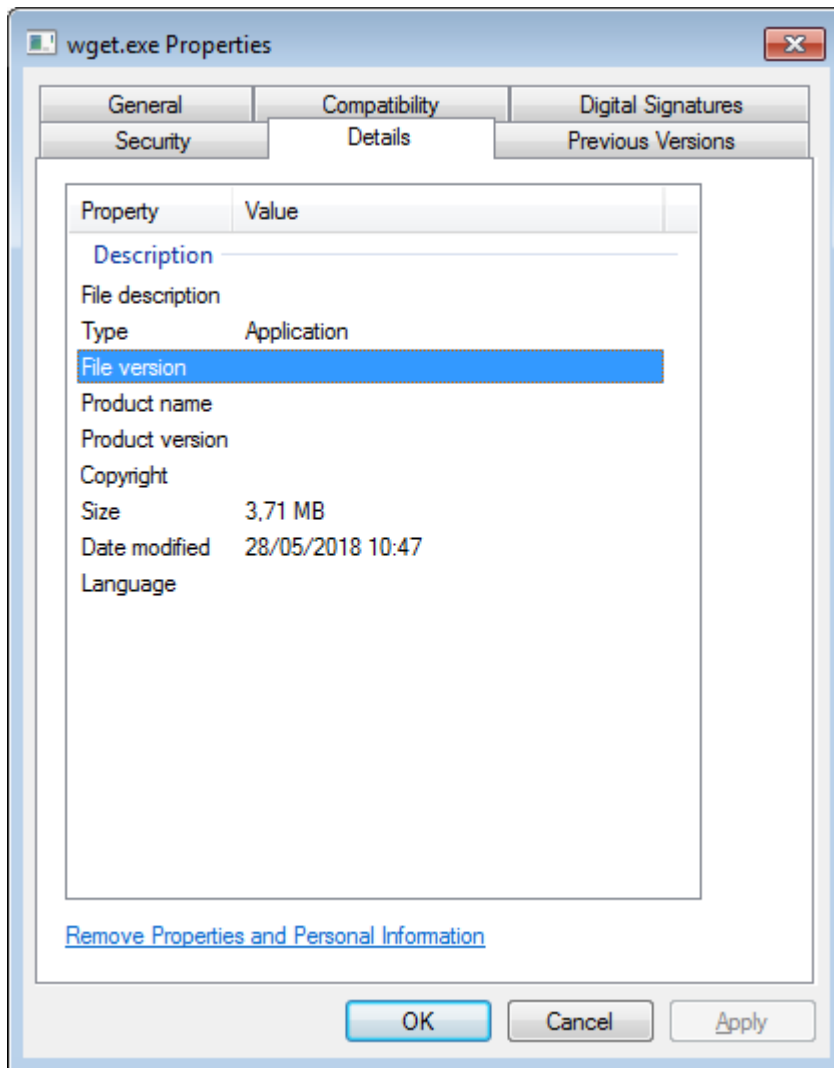 wget.exe Properties
General Compatibility Digital Signatures
Security Details Previous Versions
Property Value
Description
File description
Type Application
File version
Product name
Product version
Copyright
Size 3,71 MB
Date modified 28/05/2018 10:47
Language
Remove Properties and Personal Information
OK Cancel Apply